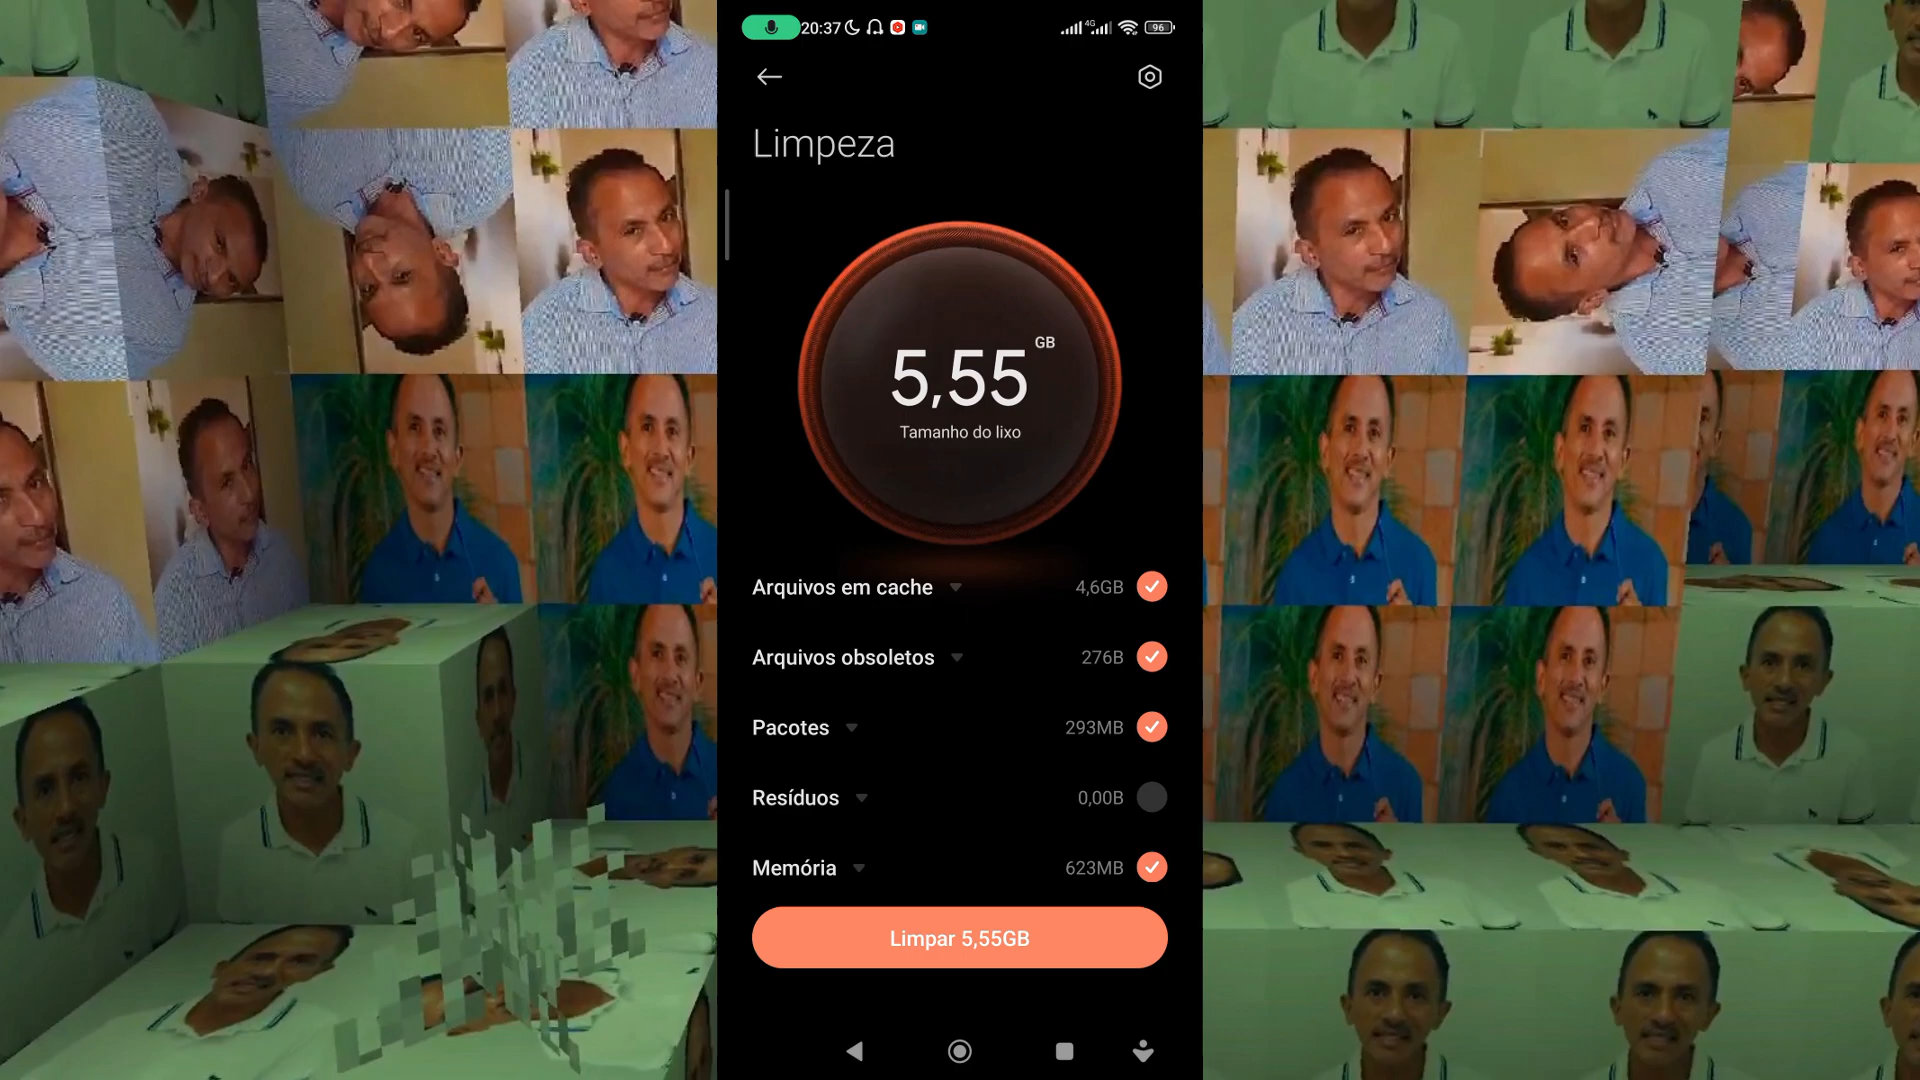 20:37
4G
96
Limpeza
5,55 GB
Tamanho do lixo
Arquivos em cache 4,6GB
Arquivos obsoletos 276B
Pacotes 293MB
Resíduos 0,00B
Memória 623MB
Limpar 5,55GB